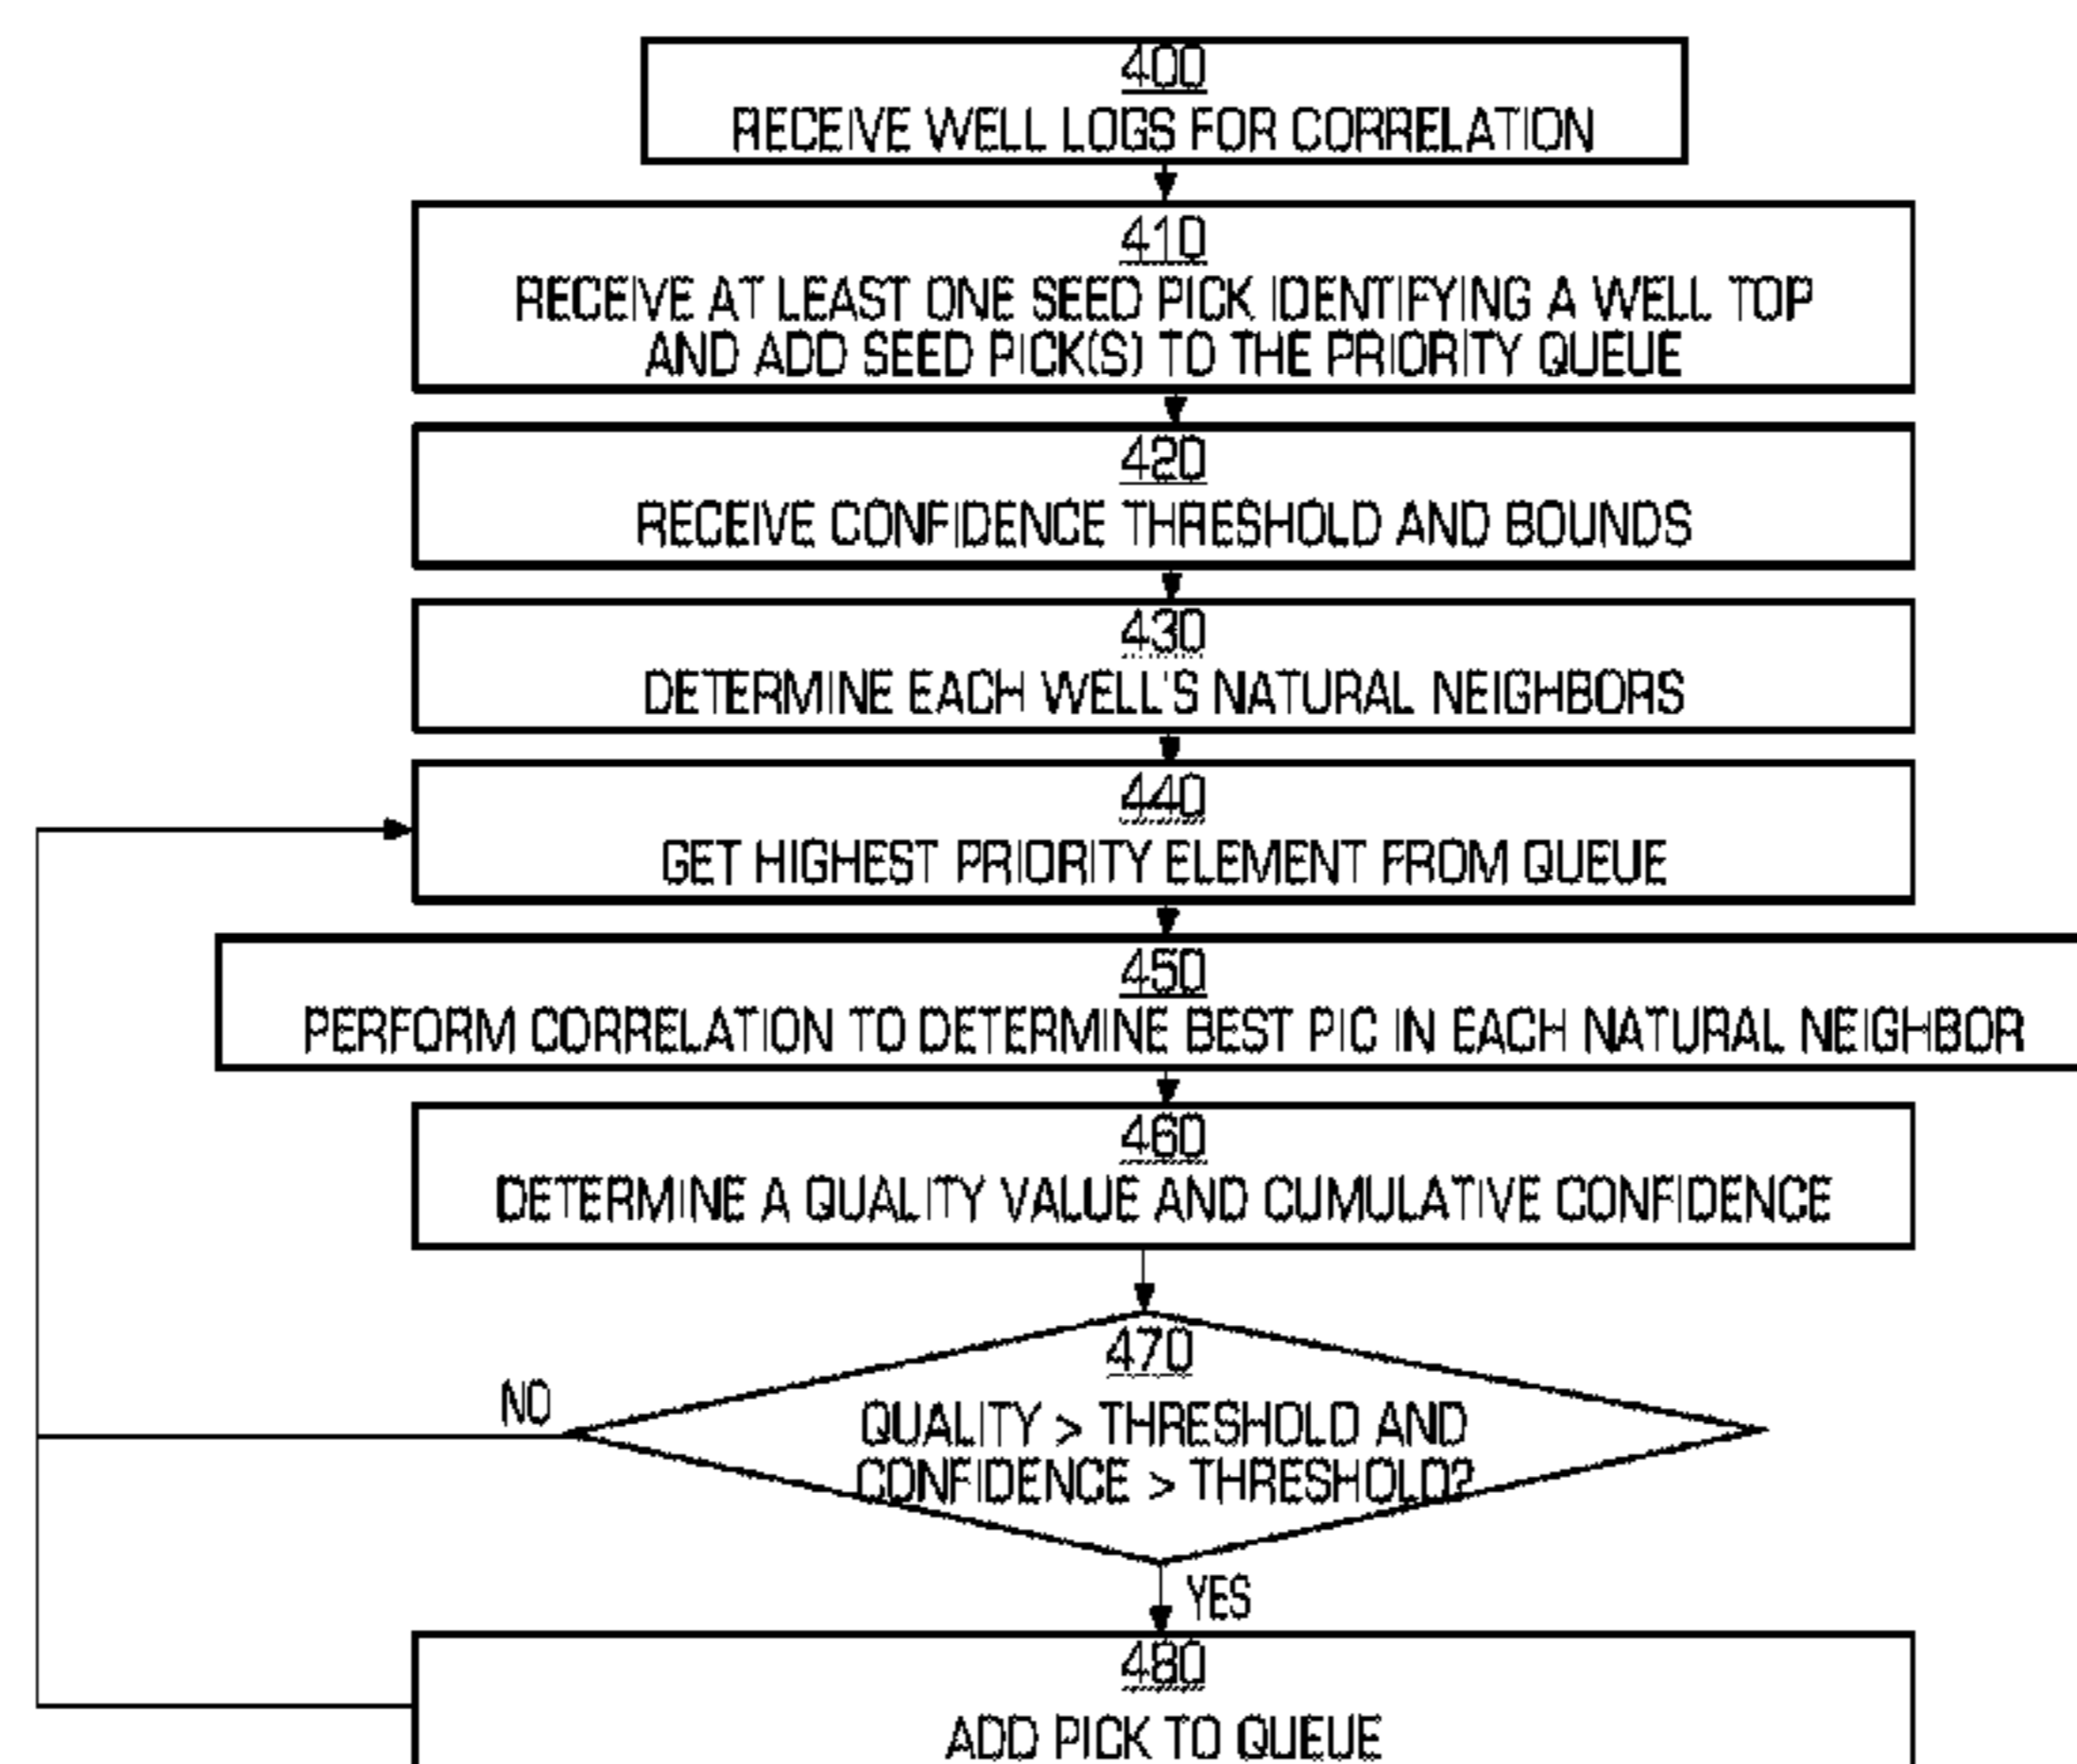 400
RECEIVE WELL LOGS FOR CORRELATION
410
RECEIVE AT LEAST ONE SEED PICK IDENTIFYING A WELL TOP
AND ADD SEED PICK(S) TO THE PRIORITY QUEUE
420
RECEIVE CONFIDENCE THRESHOLD AND BOUNDS
430
DETERMINE EACH WELL'S NATURAL NEIGHBORS
440
GET HIGHEST PRIORITY ELEMENT FROM QUEUE
450
PERFORM CORRELATION TO DETERMINE BEST PIC IN EACH NATURAL NEIGHBOR
460
DETERMINE A QUALITY VALUE AND CUMULATIVE CONFIDENCE
470
NO
QUALITY > THRESHOLD AND
CONFIDENCE > THRESHOLD?
YES
480
ADD PICK TO QUEUE